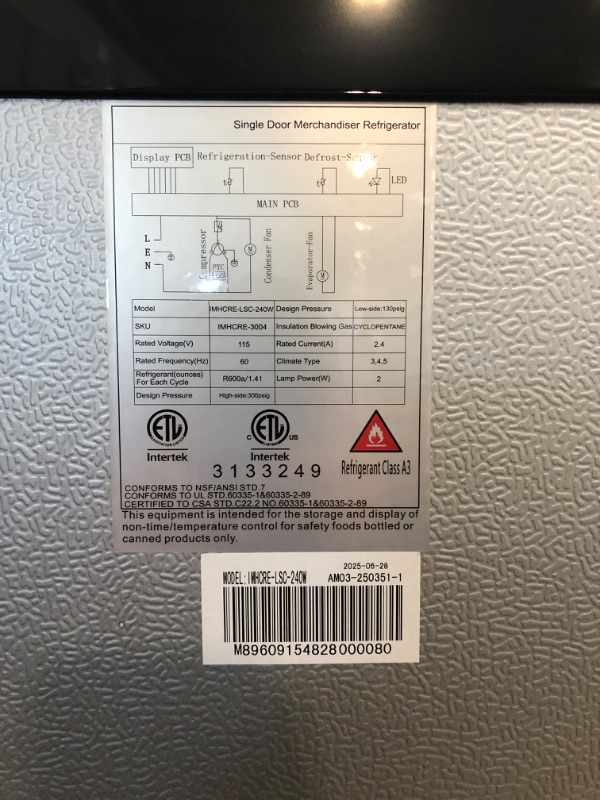 Single Door Merchandiser Refrigerator
Display PCB Refrigeration-Sensor Defrost-Sensor
t t LED
MAIN PCB
L
E
N
Compressor
PTC
M
Condenser Fan
Evaporator-Fan
M
Model IMHCRE-LSC-240W Design Pressure Low-side:130psig
SKU IMHCRE-3004 Insulation Blowing Gas CYCLOPENTANE
Rated Voltage(V) 115 Rated Current(A) 2.4
Rated Frequency(Hz) 60 Climate Type 3,4,5
Refrigerant(ounces)
For Each Cycle R600a/1.41 Lamp Power(W) 2
Design Pressure High-side:300psig
ETL ETL
C US
Intertek Intertek
3133249
Refrigerant Class A3
CONFORMS TO NSF/ANSI STD.7
CONFORMS TO UL STD.60335-1&60335-2-89
CERTIFIED TO CSA STD.C22.2 NO.60335-1&60335-2-89
This equipment is intended for the storage and display of
non-time/temperature control for safety foods bottled or
canned products only.
2025-06-28
MODEL:IMHCRE-LSC-240W AM03-250351-1
M89609154828000080